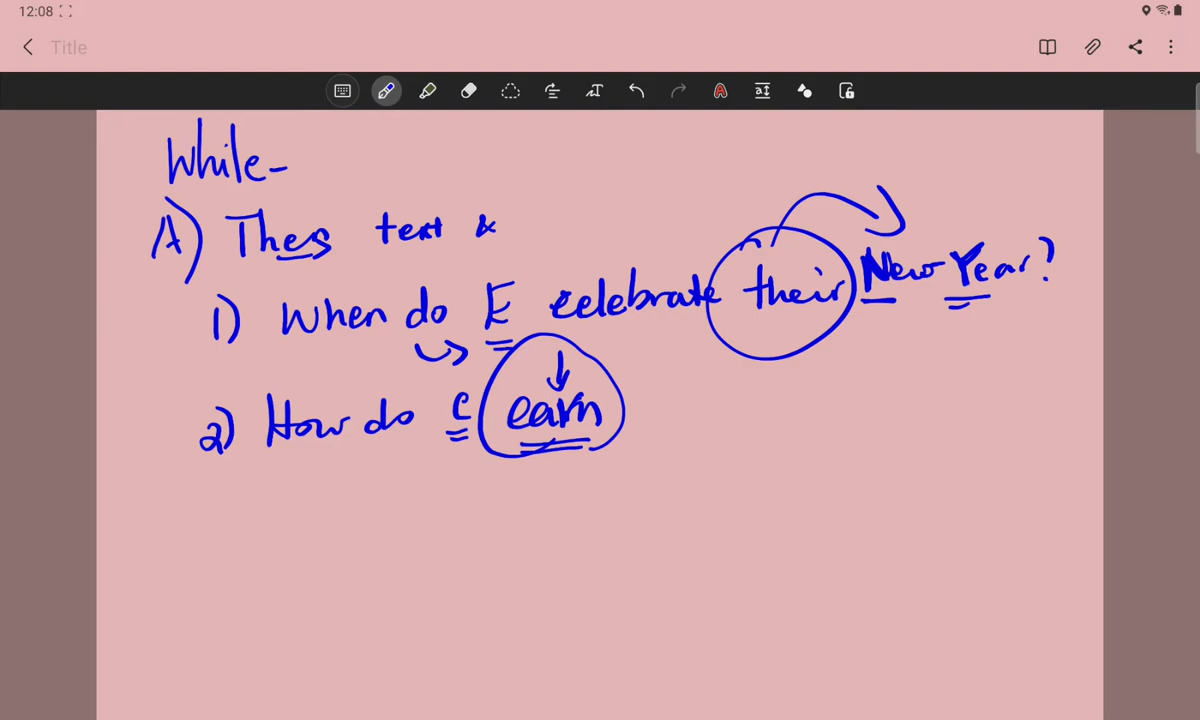 12:08
Title
While-
A) Thes text &
1) When do E celebrate their New Year?
2) How do e earn